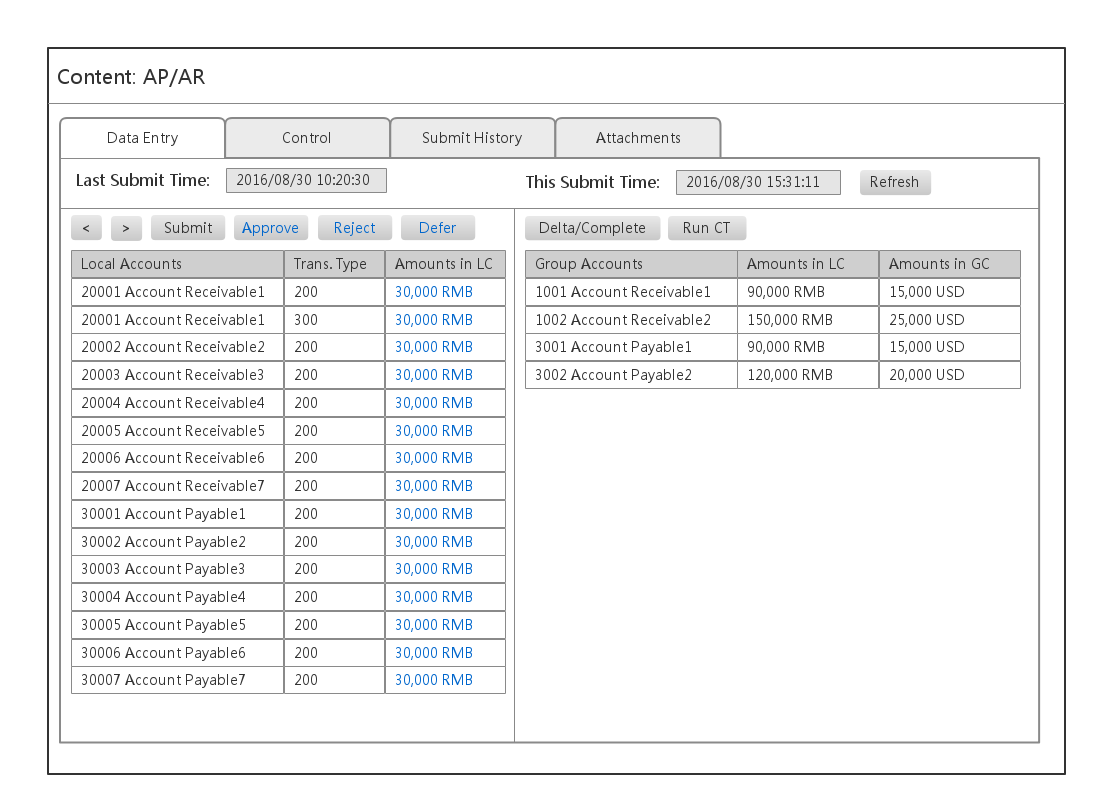 Content: AP/AR
Data Entry Control Submit History Attachments
Last Submit Time: 2016/08/30 10:20:30 This Submit Time: 2016/08/30 15:31:11 Refresh
< > Submit Approve Reject Defer Delta/Complete Run CT
Local Accounts Trans. Type Amounts in LC
20001 Account Receivable1 200 30,000 RMB
20001 Account Receivable1 300 30,000 RMB
20002 Account Receivable2 200 30,000 RMB
20003 Account Receivable3 200 30,000 RMB
20004 Account Receivable4 200 30,000 RMB
20005 Account Receivable5 200 30,000 RMB
20006 Account Receivable6 200 30,000 RMB
20007 Account Receivable7 200 30,000 RMB
30001 Account Payable1 200 30,000 RMB
30002 Account Payable2 200 30,000 RMB
30003 Account Payable3 200 30,000 RMB
30004 Account Payable4 200 30,000 RMB
30005 Account Payable5 200 30,000 RMB
30006 Account Payable6 200 30,000 RMB
30007 Account Payable7 200 30,000 RMB
Group Accounts Amounts in LC Amounts in GC
1001 Account Receivable1 90,000 RMB 15,000 USD
1002 Account Receivable2 150,000 RMB 25,000 USD
3001 Account Payable1 90,000 RMB 15,000 USD
3002 Account Payable2 120,000 RMB 20,000 USD